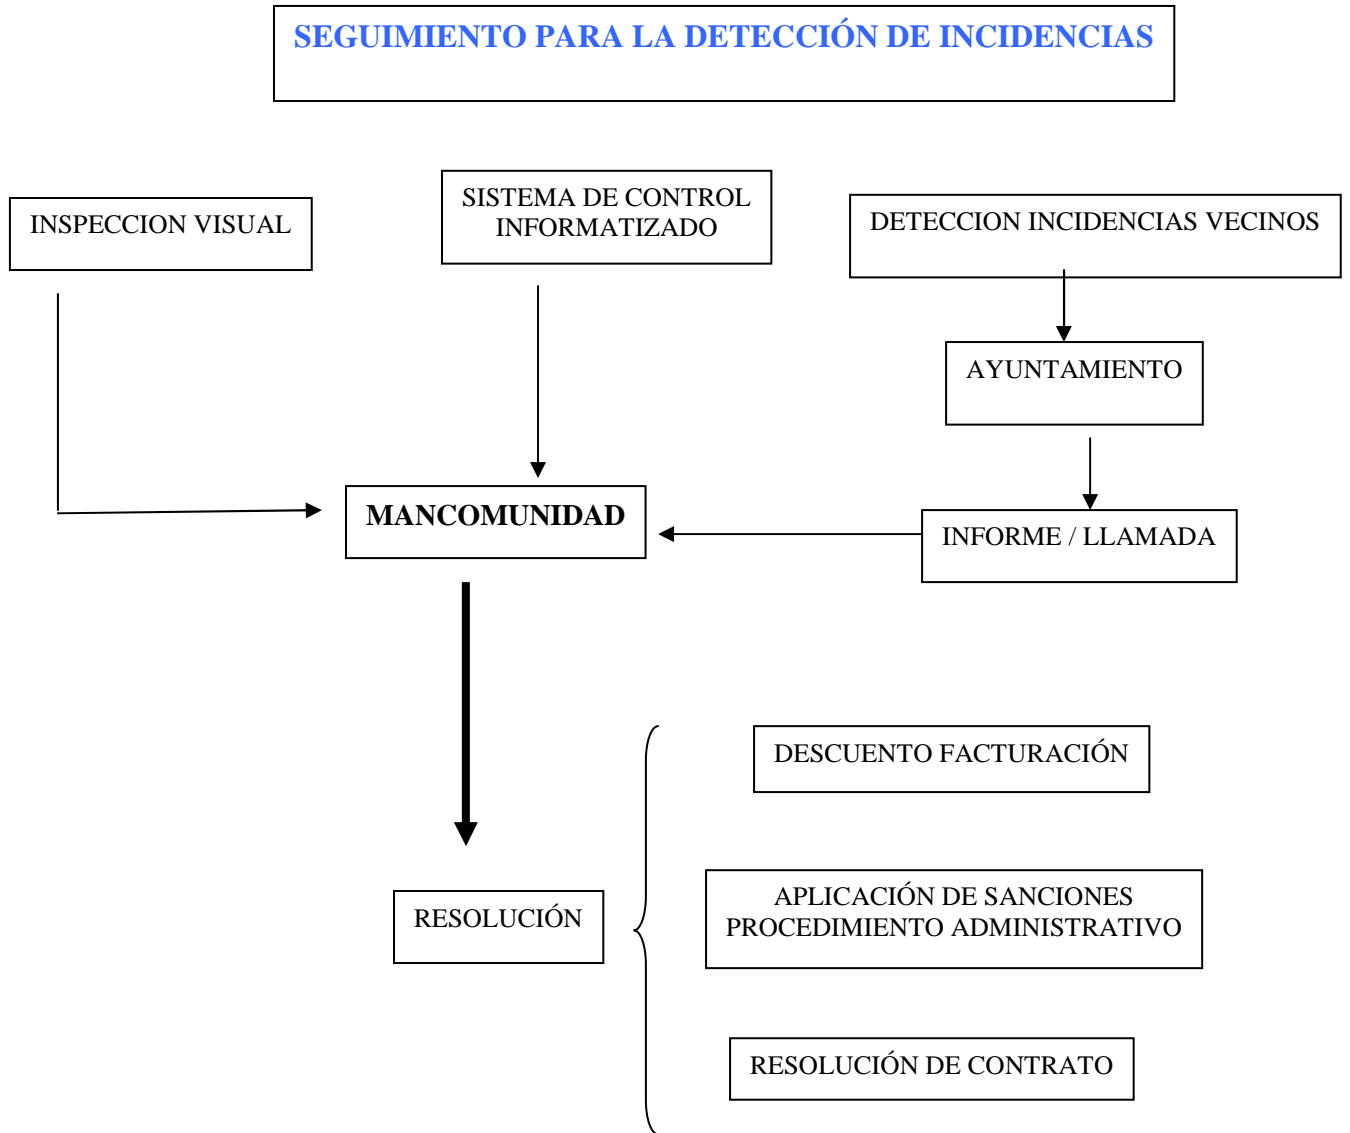 SEGUIMIENTO PARA LA DETECCIÓN DE INCIDENCIAS
INSPECCION VISUAL
SISTEMA DE CONTROL
INFORMATIZADO
DETECCION INCIDENCIAS VECINOS
AYUNTAMIENTO
MANCOMUNIDAD
INFORME / LLAMADA
DESCUENTO FACTURACIÓN
RESOLUCIÓN
APLICACIÓN DE SANCIONES
PROCEDIMIENTO ADMINISTRATIVO
RESOLUCIÓN DE CONTRATO